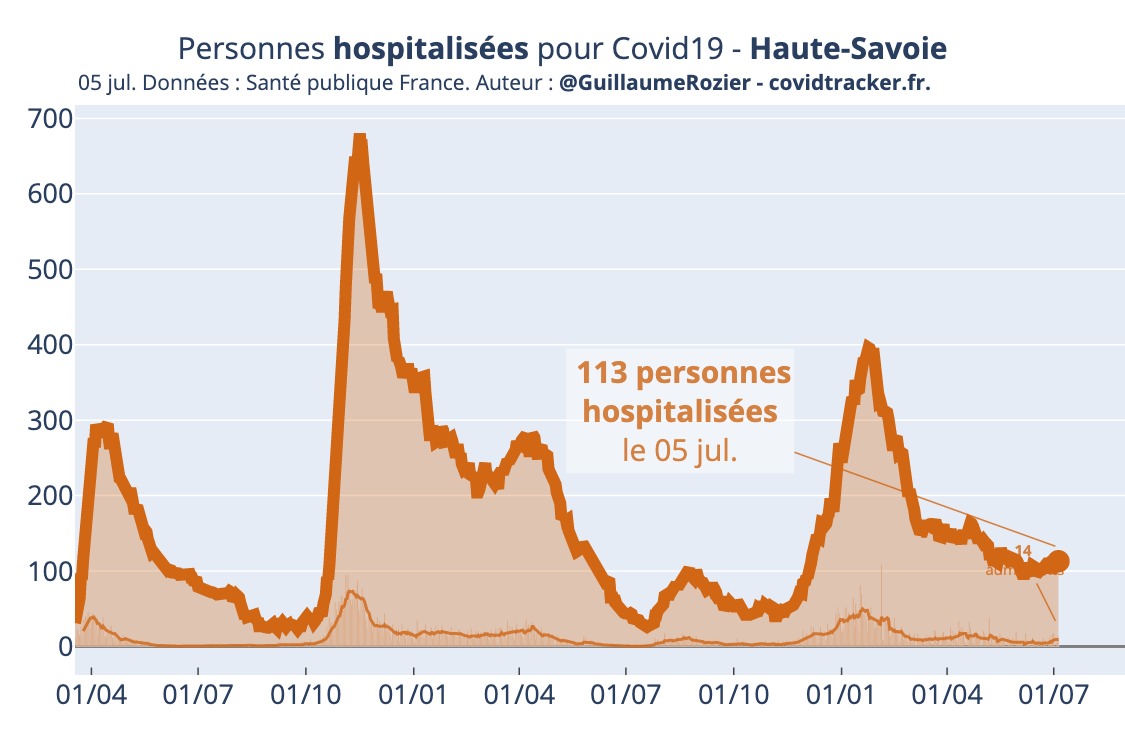 Personnes hospitalisées pour Covid19 - Haute-Savoie
05 jul. Données : Santé publique France. Auteur : @GuillaumeRozier - covidtracker.fr.
700
600
500
400
300
200
100
0
113 personnes
hospitalisées
le 05 jul.
14
01/04 01/07 01/10 01/01 01/04 01/07 01/10 01/01 01/04 01/07